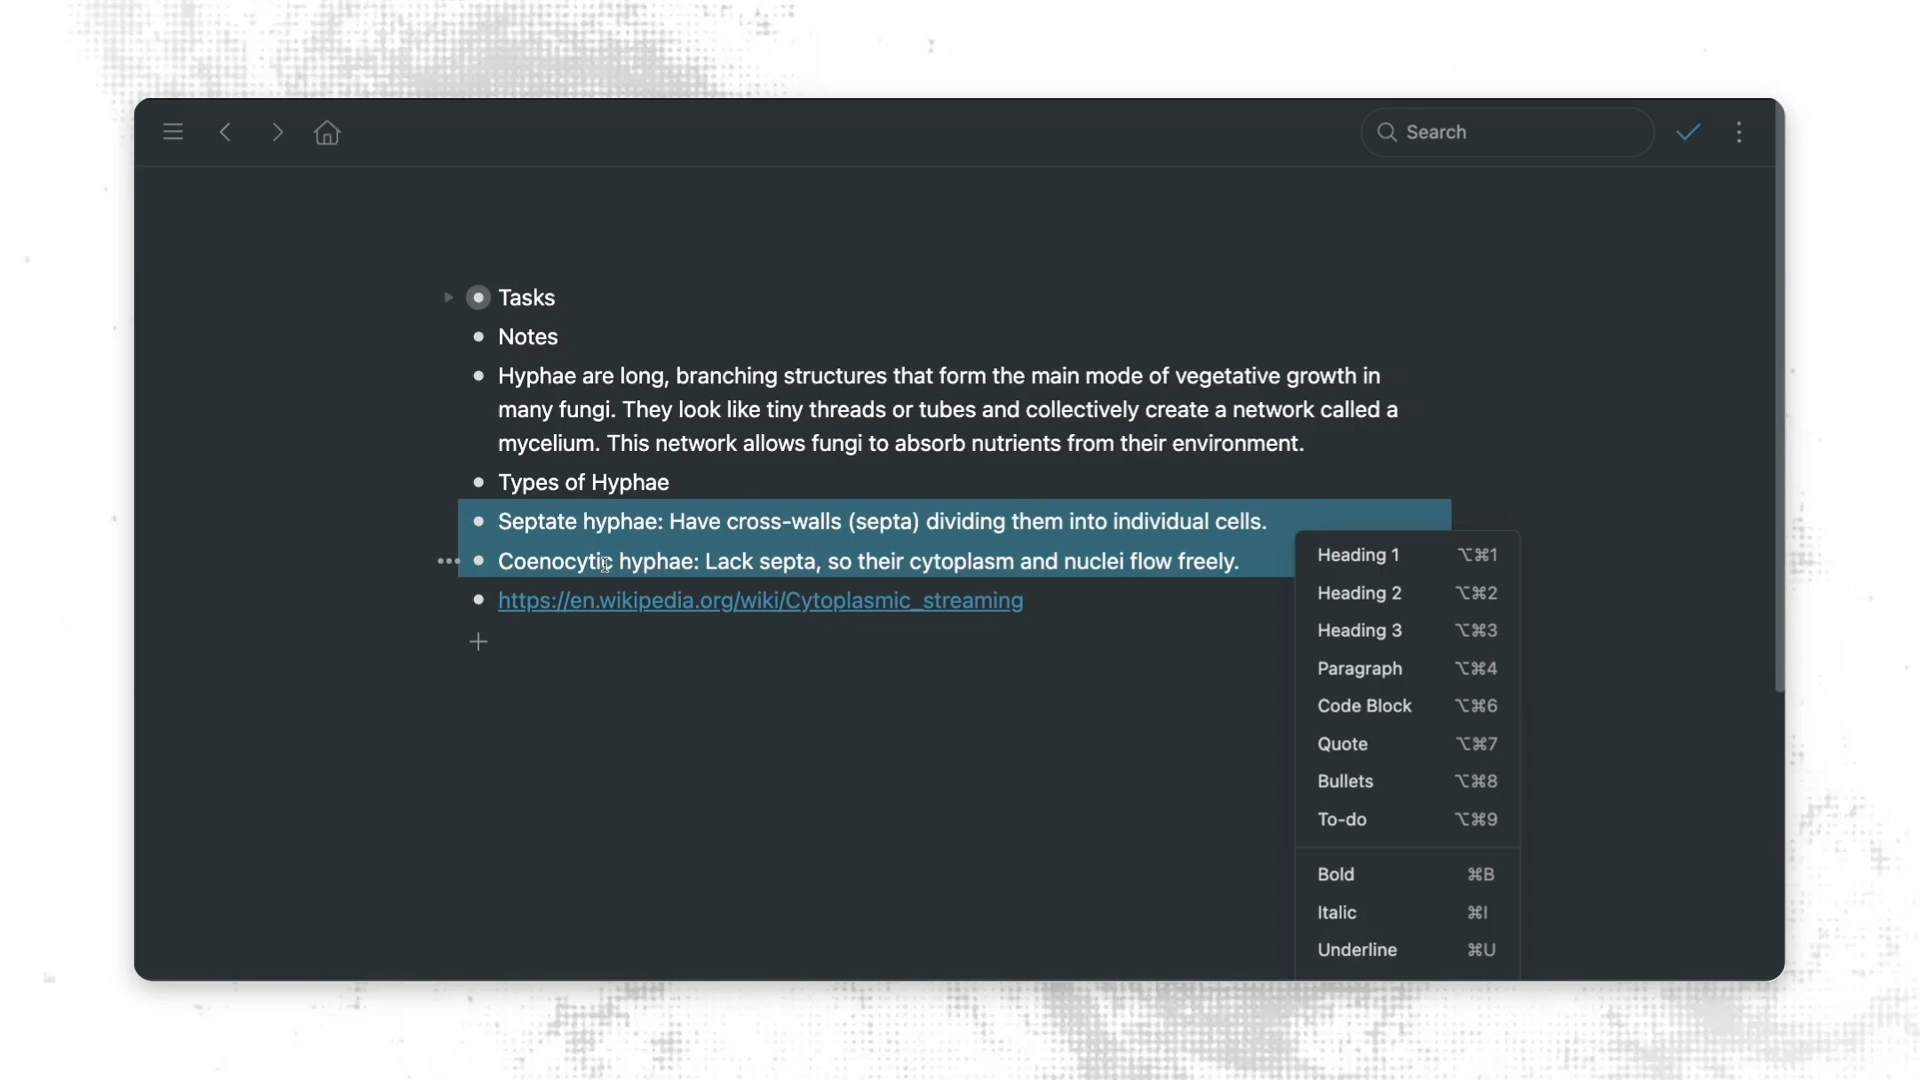 Search
Tasks
Notes
Hyphae are long, branching structures that form the main mode of vegetative growth in
many fungi. They look like tiny threads or tubes and collectively create a network called a
mycelium. This network allows fungi to absorb nutrients from their environment.
Types of Hyphae
Septate hyphae: Have cross-walls (septa) dividing them into individual cells.
Coenocytic hyphae: Lack septa, so their cytoplasm and nuclei flow freely.
https://en.wikipedia.org/wiki/Cytoplasmic_streaming
Heading 1 ⌥⌘1
Heading 2 ⌥⌘2
Heading 3 ⌥⌘3
Paragraph ⌥⌘4
Code Block ⌥⌘6
Quote ⌥⌘7
Bullets ⌥⌘8
To-do ⌥⌘9
Bold ⌘B
Italic ⌘I
Underline ⌘U